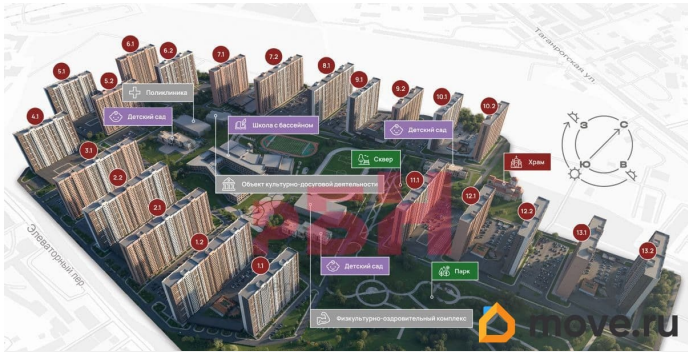 6.1
6.2
7.1
7.2
5.1
5.2
8.1
9.1
9.2
10.1
10.2
Таганрогская ул.
Поликлиника
4.1
Детский сад
Школа с бассейном
Детский сад
З
С
Ю
В
3.1
Сквер
Храм
2.2
Объект культурно-досуговой деятельности
11.1
12.1
12.2
2.1
13.1
13.2
1.2
Элеваторный пер.
1.1
Детский сад
Парк
Физкультурно-оздоровительный комплекс
move.ru